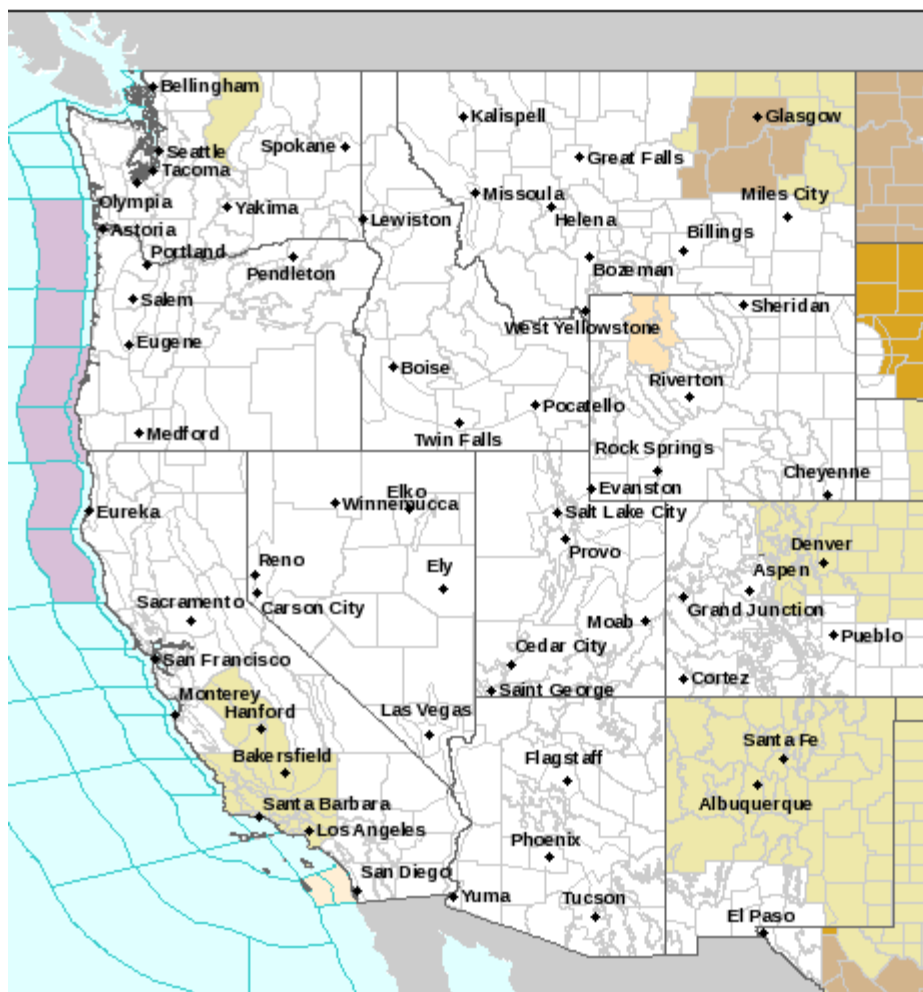 Bellingham
Kalispell
Glasgow
Seattle
Spokane
Great Falls
Tacoma
Missoula
Miles City
Olympia
Yakima
Lewiston
Helena
Astoria
Billings
Portland
Pendleton
Bozeman
Salem
Sheridan
West Yellowstone
Eugene
Boise
Riverton
Pocatello
Medford
Twin Falls
Rock Springs
Cheyenne
Elko
Evanston
Eureka
Winnemucca
Salt Lake City
Denver
Provo
Reno
Ely
Aspen
Sacramento
Carson City
Grand Junction
Moab
Pueblo
San Francisco
Cedar City
Cortez
Monterey
Saint George
Hanford
Las Vegas
Santa Fe
Bakersfield
Flagstaff
Albuquerque
Santa Barbara
Los Angeles
Phoenix
San Diego
Yuma
Tucson
El Paso